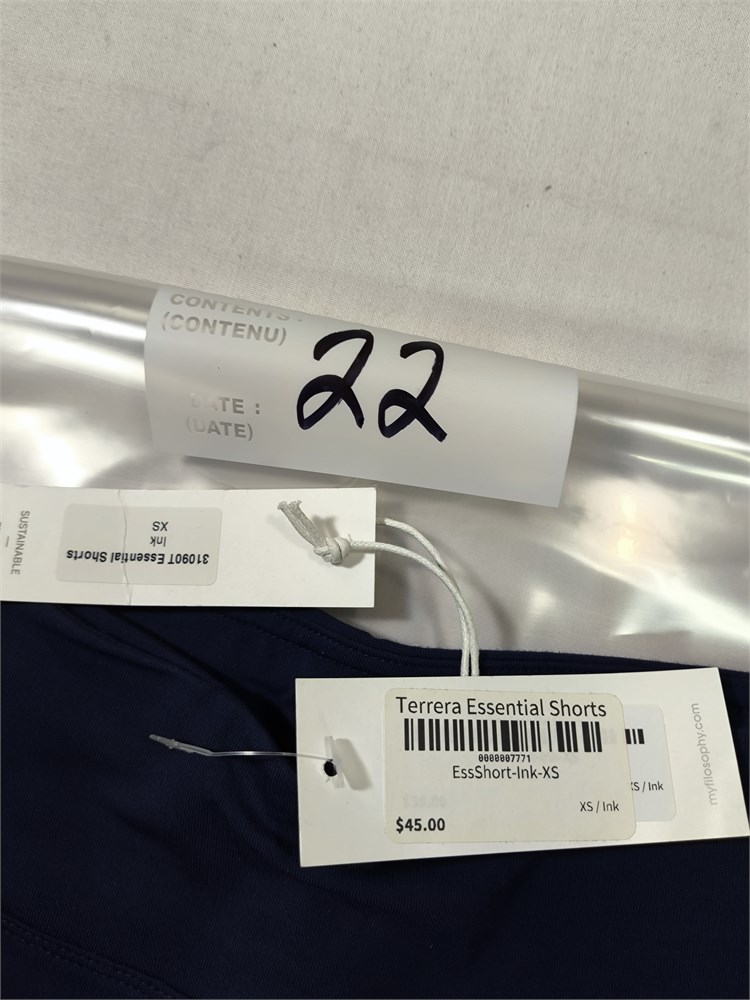 CONTENTS :
(CONTENU)
22
DATE :
(DATE)
SUSTAINABLE
31090T Essential Shorts
Ink
XS
Terrera Essential Shorts
0000007771
EssShort-Ink-XS
XS / Ink
$45.00
XS / Ink
myfilosophy.com